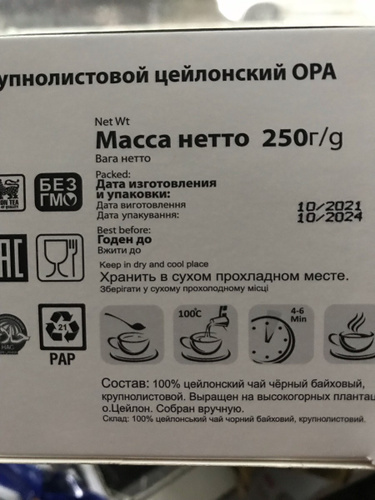 упнолистовой цейлонский ОРА
Net Wt
Масса нетто 250г/g
Вага нетто
Packed:
Дата изготовления
и упаковки:
Дата виготовлення
Дата упакування:
10/2021
10/2024
Best before:
Годен до
Вжити до
БЕЗ
ГМО
Keep in dry and cool place
Хранить в сухом прохладном месте.
Зберігати у сухому прохолодному місці
21
PAP
100°C
4-6
Min
Состав: 100% цейлонский чай чёрный байховый,
крупнолистовой. Выращен на высокогорных плантац
о.Цейлон. Собран вручную.
Склад: 100% цейлонський чай чорний байховий, крупнолистовий.